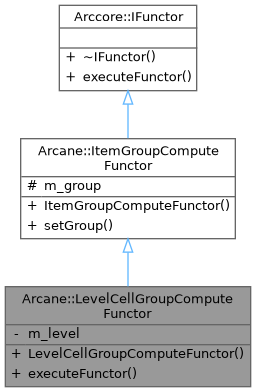 Arccore::IFunctor
+ ~IFunctor()
+ executeFunctor()
Arcane::ItemGroupCompute
Functor
# m_group
+ ItemGroupComputeFunctor()
+ setGroup()
Arcane::LevelCellGroupCompute
Functor
- m_level
+ LevelCellGroupComputeFunctor()
+ executeFunctor()